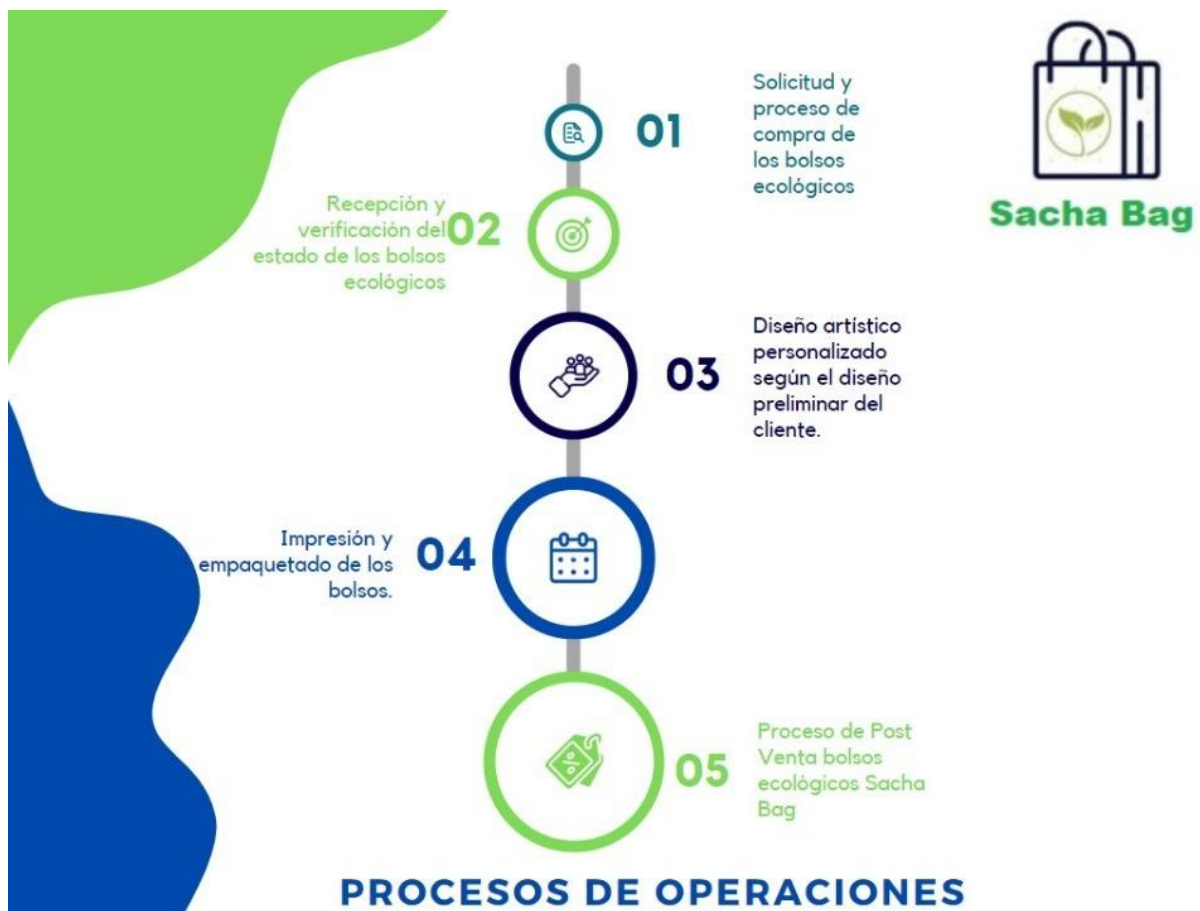 01
Solicitud y
proceso de
compra de
los bolsos
ecológicos
Sacha Bag
Recepción y
verificación del
estado de los bolsos
ecológicos
02
03
Diseño artístico
personalizado
según el diseño
preliminar del
cliente.
Impresión y
empaquetado de los
bolsos.
04
05
Proceso de Post
Venta bolsos
ecológicos Sacha
Bag
PROCESOS DE OPERACIONES